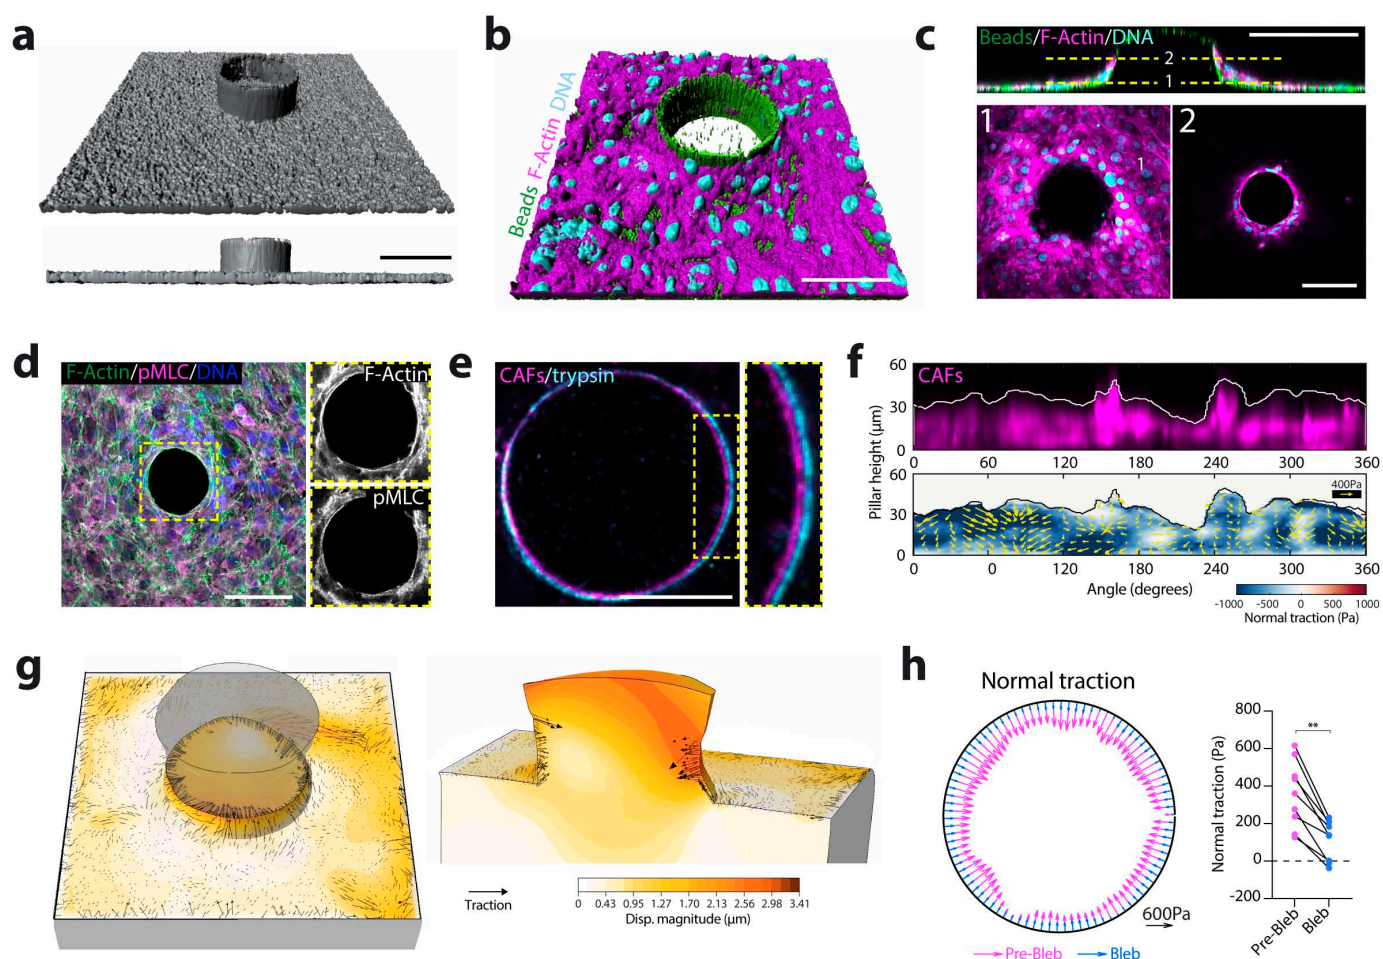 a
b
Beads F-Actin DNA
c
Beads/F-Actin/DNA
2
1
1
1
2
d
F-Actin/pMLC/DNA
F-Actin
pMLC
e
CAFs/trypsin
f
CAFs
60
30
0
0 60 120 180 240 300 360
Pillar height (μm)
400Pa
60
30
0
0 60 0 120 180 240 300 360
Angle (degrees)
-1000 -500 0 500 1000
Normal traction (Pa)
g
Traction
0 0.43 0.95 1.27 1.70 2.13 2.56 2.98 3.41
Disp. magnitude (μm)
h
Normal traction
600Pa
Pre-Bleb Bleb
Normal traction (Pa)
800
600
400
200
0
-200
**
Pre-Bleb
Bleb